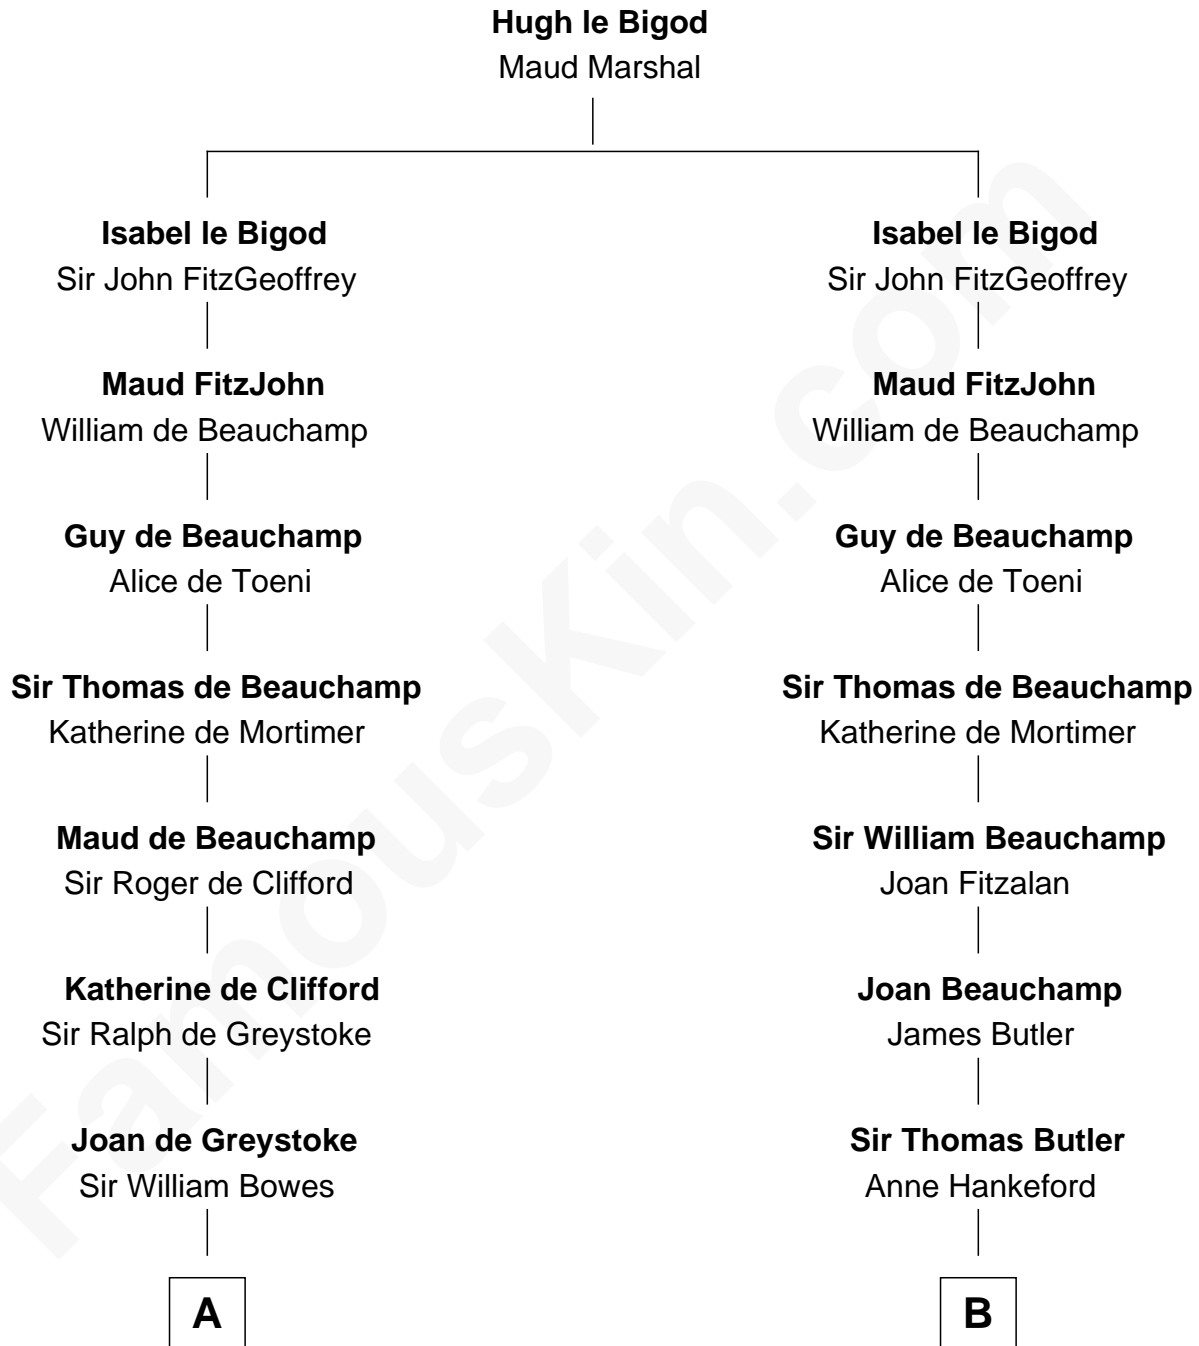 Hugh le Bigod
Maud Marshal
Isabel le Bigod
Sir John FitzGeoffrey
Maud FitzJohn
William de Beauchamp
Guy de Beauchamp
Alice de Toeni
Sir Thomas de Beauchamp
Katherine de Mortimer
Maud de Beauchamp
Sir Roger de Clifford
Katherine de Clifford
Sir Ralph de Greystoke
Joan de Greystoke
Sir William Bowes
A
Isabel le Bigod
Sir John FitzGeoffrey
Maud FitzJohn
William de Beauchamp
Guy de Beauchamp
Alice de Toeni
Sir Thomas de Beauchamp
Katherine de Mortimer
Sir William Beauchamp
Joan Fitzalan
Joan Beauchamp
James Butler
Sir Thomas Butler
Anne Hankeford
B
FamousKin.com